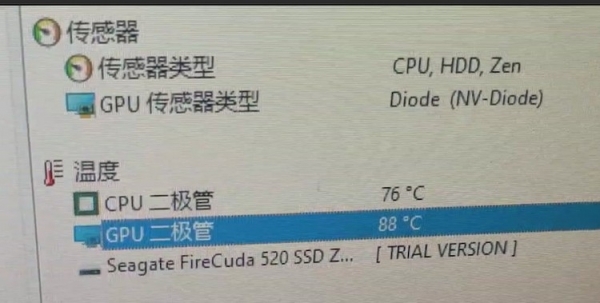 传感器
传感器类型 CPU, HDD, Zen
GPU 传感器类型 Diode (NV-Diode)
温度
CPU 二极管 76 °C
GPU 二极管 88 °C
Seagate FireCuda 520 SSD Z... [ TRIAL VERSION ]